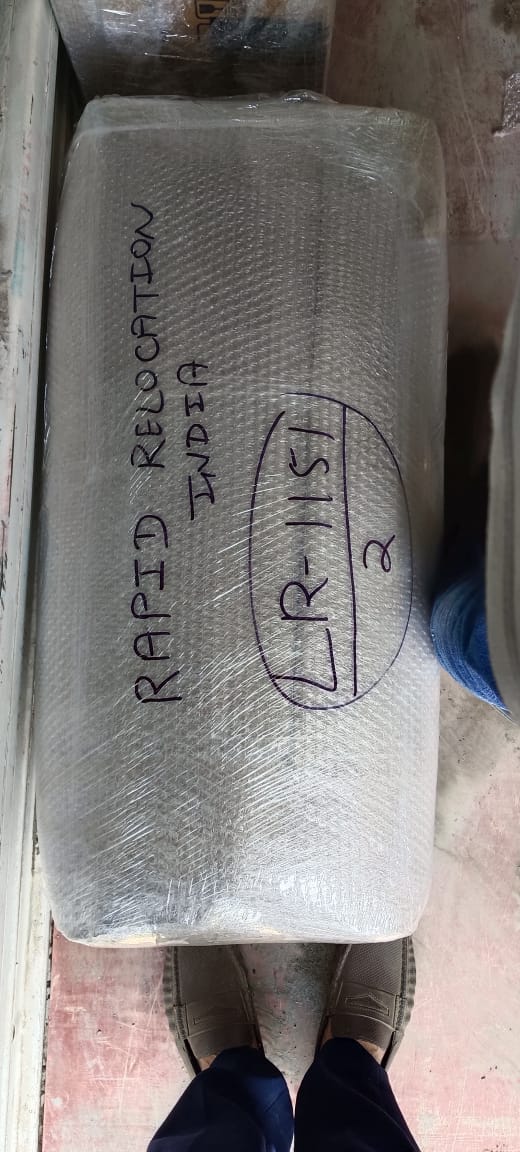 RAPID RELOCATION
INDIA
LR-1151
2